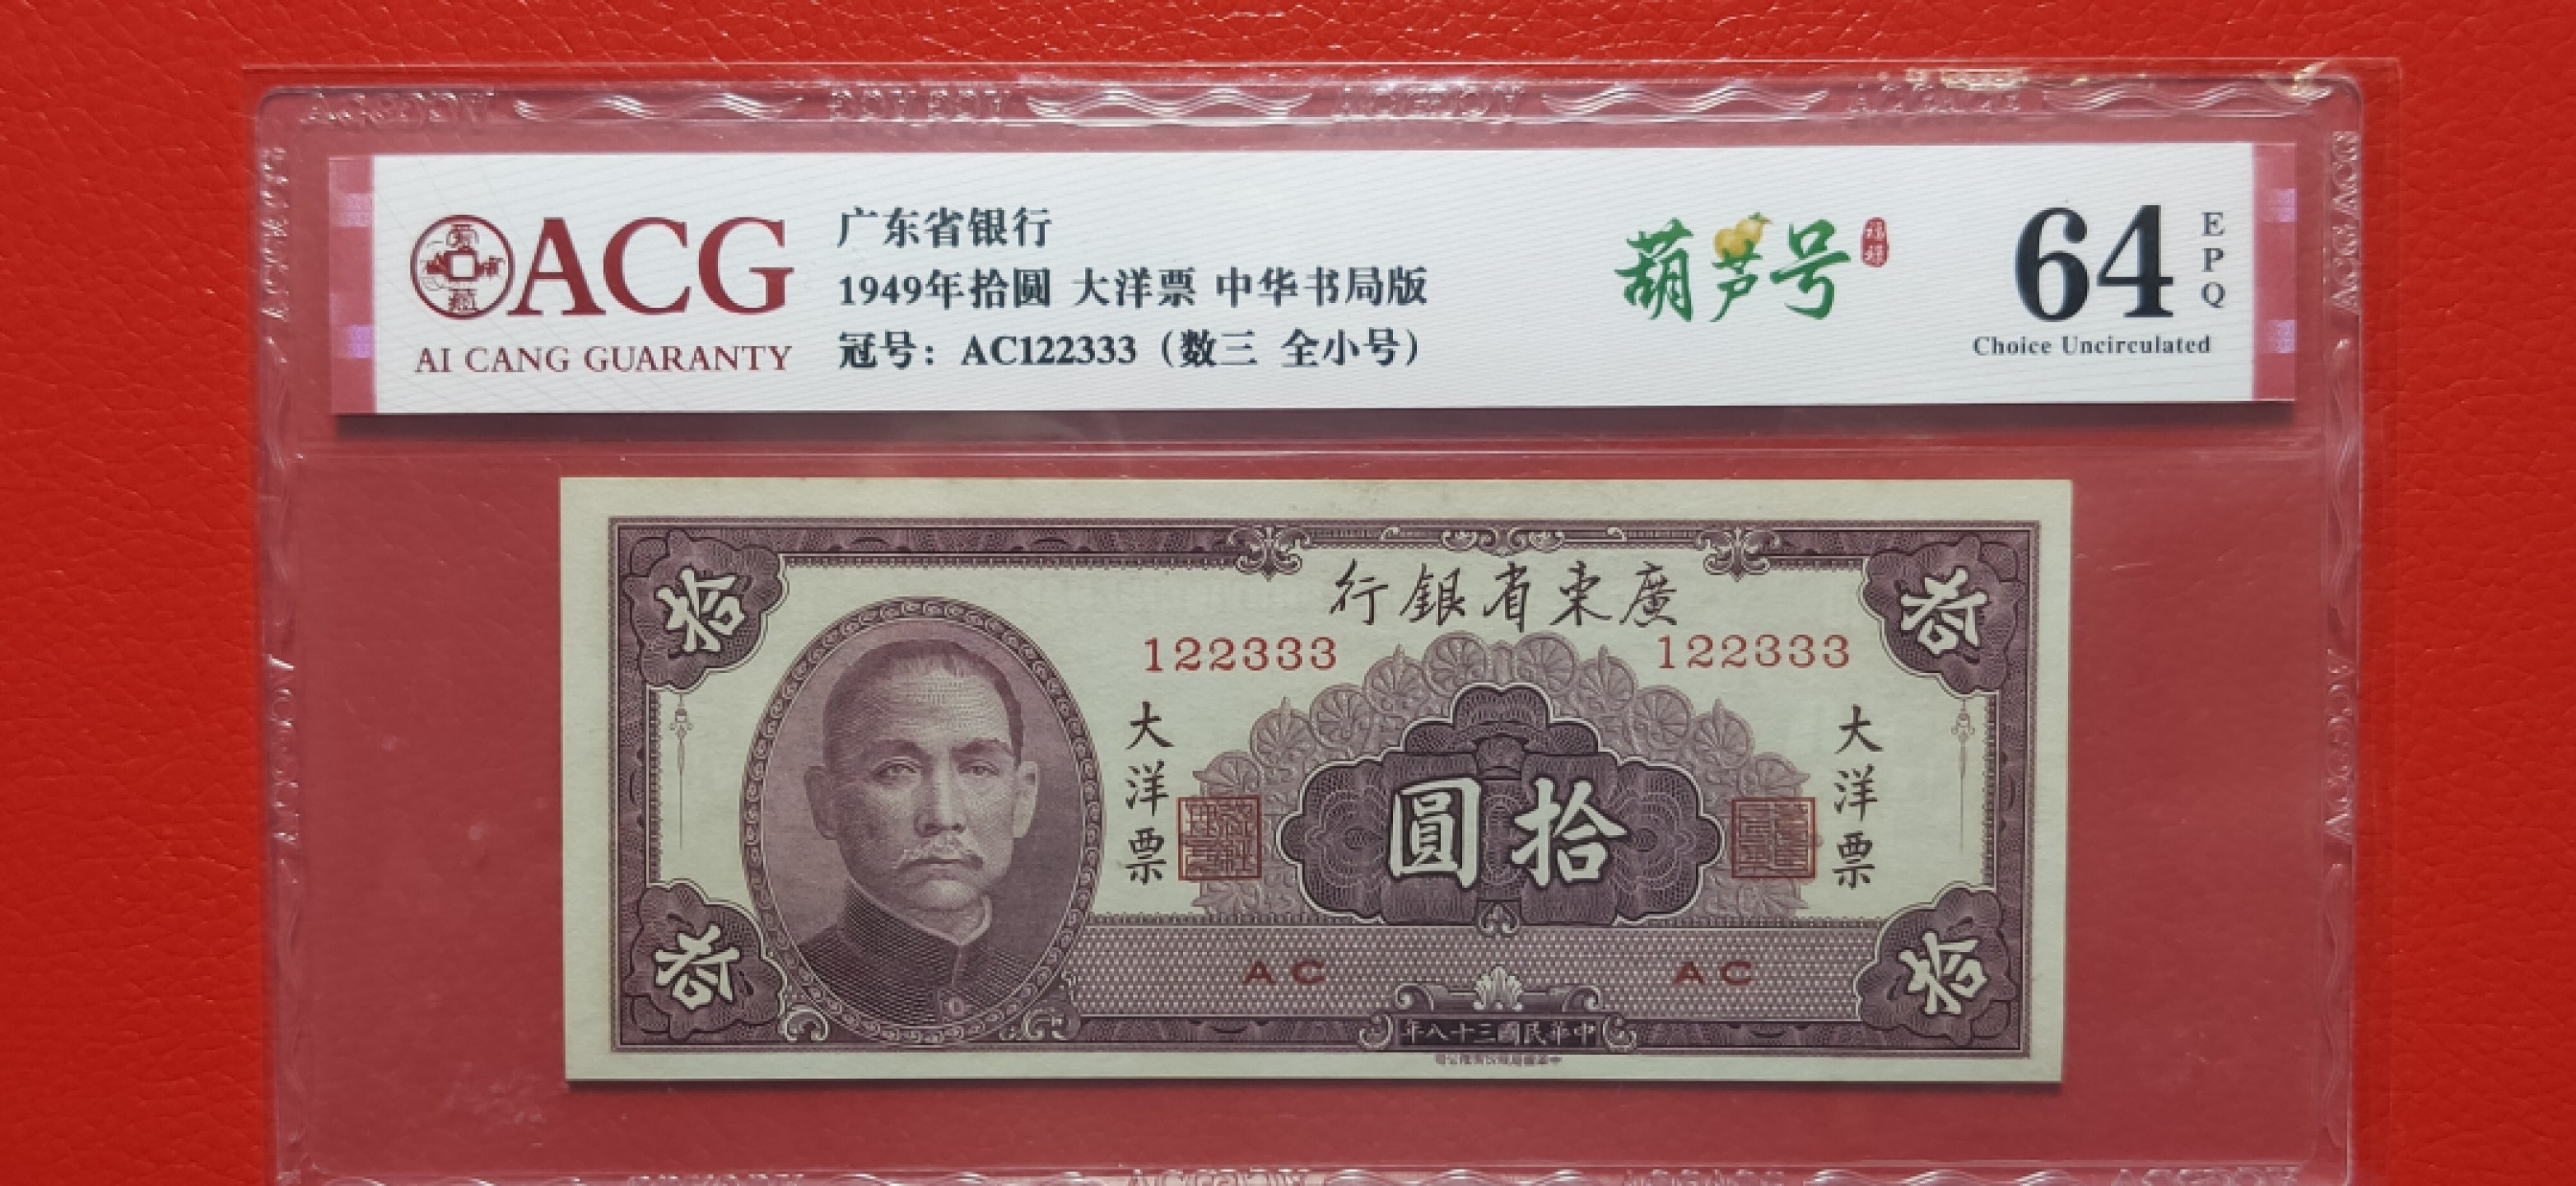 ACG
AI CANG GUARANTY
广东省银行
1949年拾圆 大洋票 中华书局版
冠号：AC122333（数三 全小号）
葫芦号
福禄
64
EPQ
Choice Uncirculated
拾
拾
行銀省東廣
122333
122333
大洋票
大洋票
圓拾
AC
AC
拾
拾
年八十三國民華中